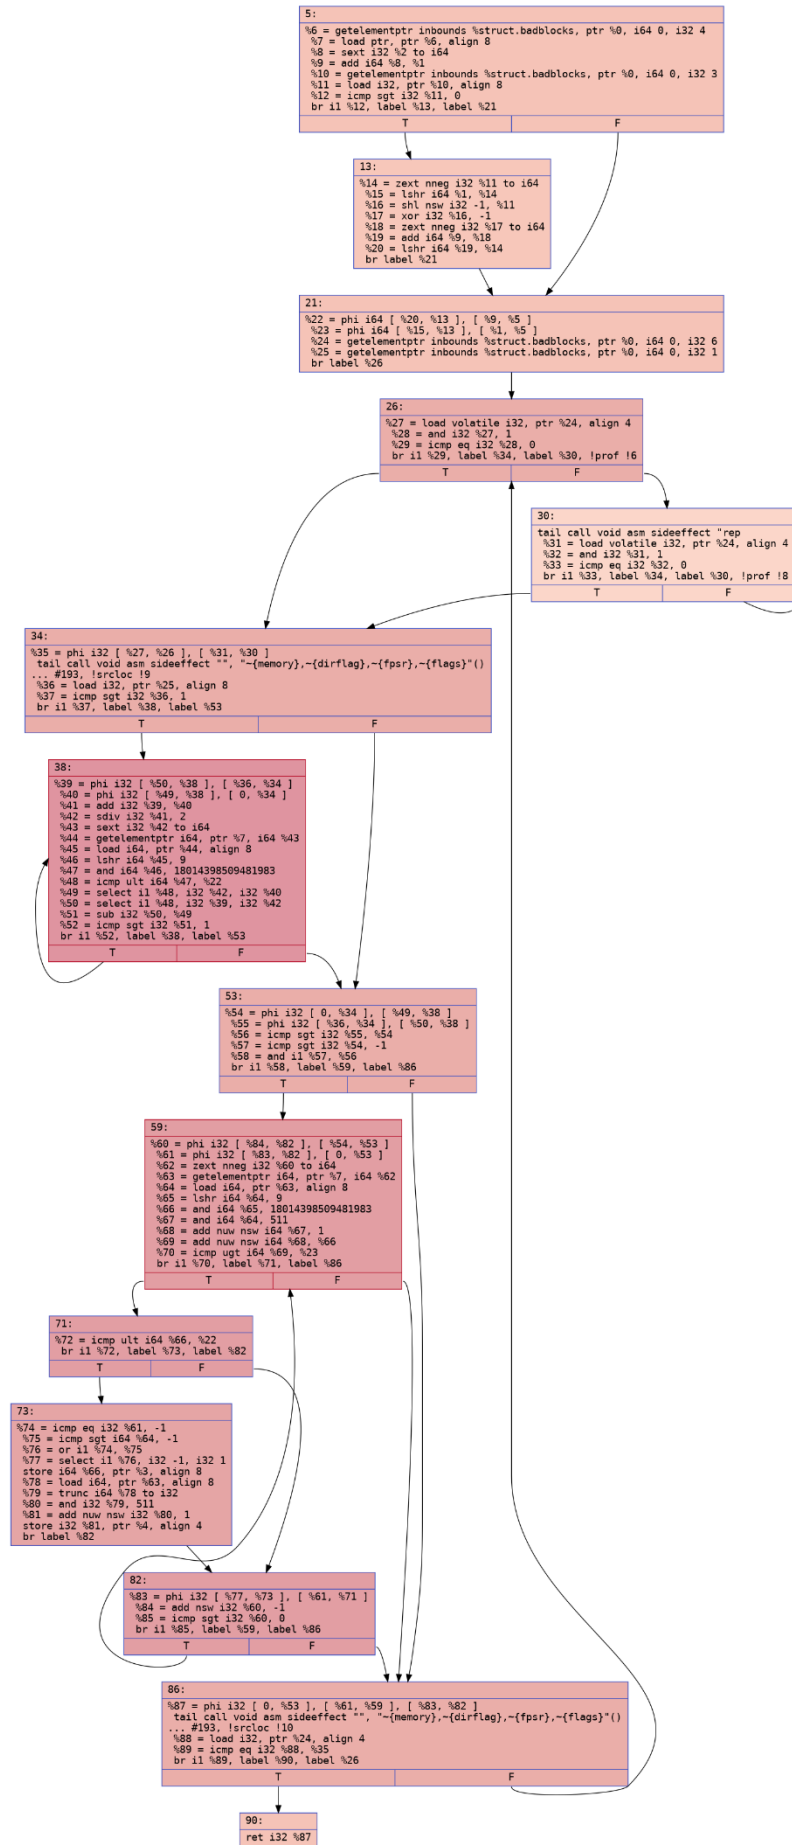 5:
%6 = getelementptr inbounds %struct.badblocks, ptr %0, i64 0, i32 4
%7 = load ptr, ptr %6, align 8
%8 = sext i32 %2 to i64
%9 = add i64 %8, %1
%10 = getelementptr inbounds %struct.badblocks, ptr %0, i64 0, i32 3
%11 = load i32, ptr %10, align 8
%12 = icmp sgt i32 %11, 0
br i1 %12, label %13, label %21
T F
13:
%14 = zext nneg i32 %11 to i64
%15 = lshr i64 %1, %14
%16 = shl nsw i32 -1, %11
%17 = xor i32 %16, -1
%18 = zext nneg i32 %17 to i64
%19 = add i64 %9, %18
%20 = lshr i64 %19, %14
br label %21
21:
%22 = phi i64 [ %20, %13 ], [ %9, %5 ]
%23 = phi i64 [ %15, %13 ], [ %1, %5 ]
%24 = getelementptr inbounds %struct.badblocks, ptr %0, i64 0, i32 6
%25 = getelementptr inbounds %struct.badblocks, ptr %0, i64 0, i32 1
br label %26
26:
%27 = load volatile i32, ptr %24, align 4
%28 = and i32 %27, 1
%29 = icmp eq i32 %28, 0
br i1 %29, label %34, label %30, !prof !6
T F
30:
tail call void asm sideeffect "rep
%31 = load volatile i32, ptr %24, align 4
%32 = and i32 %31, 1
%33 = icmp eq i32 %32, 0
br i1 %33, label %34, label %30, !prof !8
T F
34:
%35 = phi i32 [ %27, %26 ], [ %31, %30 ]
tail call void asm sideeffect "", "~{memory},~{dirflag},~{fpsr},~{flags}"()
... #193, !srcloc !9
%36 = load i32, ptr %25, align 8
%37 = icmp sgt i32 %36, 1
br i1 %37, label %38, label %53
T F
38:
%39 = phi i32 [ %50, %38 ], [ %36, %34 ]
%40 = phi i32 [ %49, %38 ], [ 0, %34 ]
%41 = add i32 %39, %40
%42 = sdiv i32 %41, 2
%43 = sext i32 %42 to i64
%44 = getelementptr i64, ptr %7, i64 %43
%45 = load i64, ptr %44, align 8
%46 = lshr i64 %45, 9
%47 = and i64 %46, 18014398509481983
%48 = icmp ult i64 %47, %22
%49 = select i1 %48, i32 %42, i32 %40
%50 = select i1 %48, i32 %39, i32 %42
%51 = sub i32 %50, %49
%52 = icmp sgt i32 %51, 1
br i1 %52, label %38, label %53
T F
53:
%54 = phi i32 [ 0, %34 ], [ %49, %38 ]
%55 = phi i32 [ %36, %34 ], [ %50, %38 ]
%56 = icmp sgt i32 %55, %54
%57 = icmp sgt i32 %54, -1
%58 = and i1 %57, %56
br i1 %58, label %59, label %86
T F
59:
%60 = phi i32 [ %84, %82 ], [ %54, %53 ]
%61 = phi i32 [ %83, %82 ], [ 0, %53 ]
%62 = zext nneg i32 %60 to i64
%63 = getelementptr i64, ptr %7, i64 %62
%64 = load i64, ptr %63, align 8
%65 = lshr i64 %64, 9
%66 = and i64 %65, 18014398509481983
%67 = and i64 %64, 511
%68 = add nuw nsw i64 %67, 1
%69 = add nuw nsw i64 %68, %66
%70 = icmp ugt i64 %69, %23
br i1 %70, label %71, label %86
T F
71:
%72 = icmp ult i64 %66, %22
br i1 %72, label %73, label %82
T F
73:
%74 = icmp eq i32 %61, -1
%75 = icmp sgt i64 %64, -1
%76 = or i1 %74, %75
%77 = select i1 %76, i32 -1, i32 1
store i64 %66, ptr %3, align 8
%78 = load i64, ptr %63, align 8
%79 = trunc i64 %78 to i32
%80 = and i32 %79, 511
%81 = add nuw nsw i32 %80, 1
store i32 %81, ptr %4, align 4
br label %82
82:
%83 = phi i32 [ %77, %73 ], [ %61, %71 ]
%84 = add nsw i32 %60, -1
%85 = icmp sgt i32 %60, 0
br i1 %85, label %59, label %86
T F
86:
%87 = phi i32 [ 0, %53 ], [ %61, %59 ], [ %83, %82 ]
tail call void asm sideeffect "", "~{memory},~{dirflag},~{fpsr},~{flags}"()
... #193, !srcloc !10
%88 = load i32, ptr %24, align 4
%89 = icmp eq i32 %88, %35
br i1 %89, label %90, label %26
T F
90:
ret i32 %87